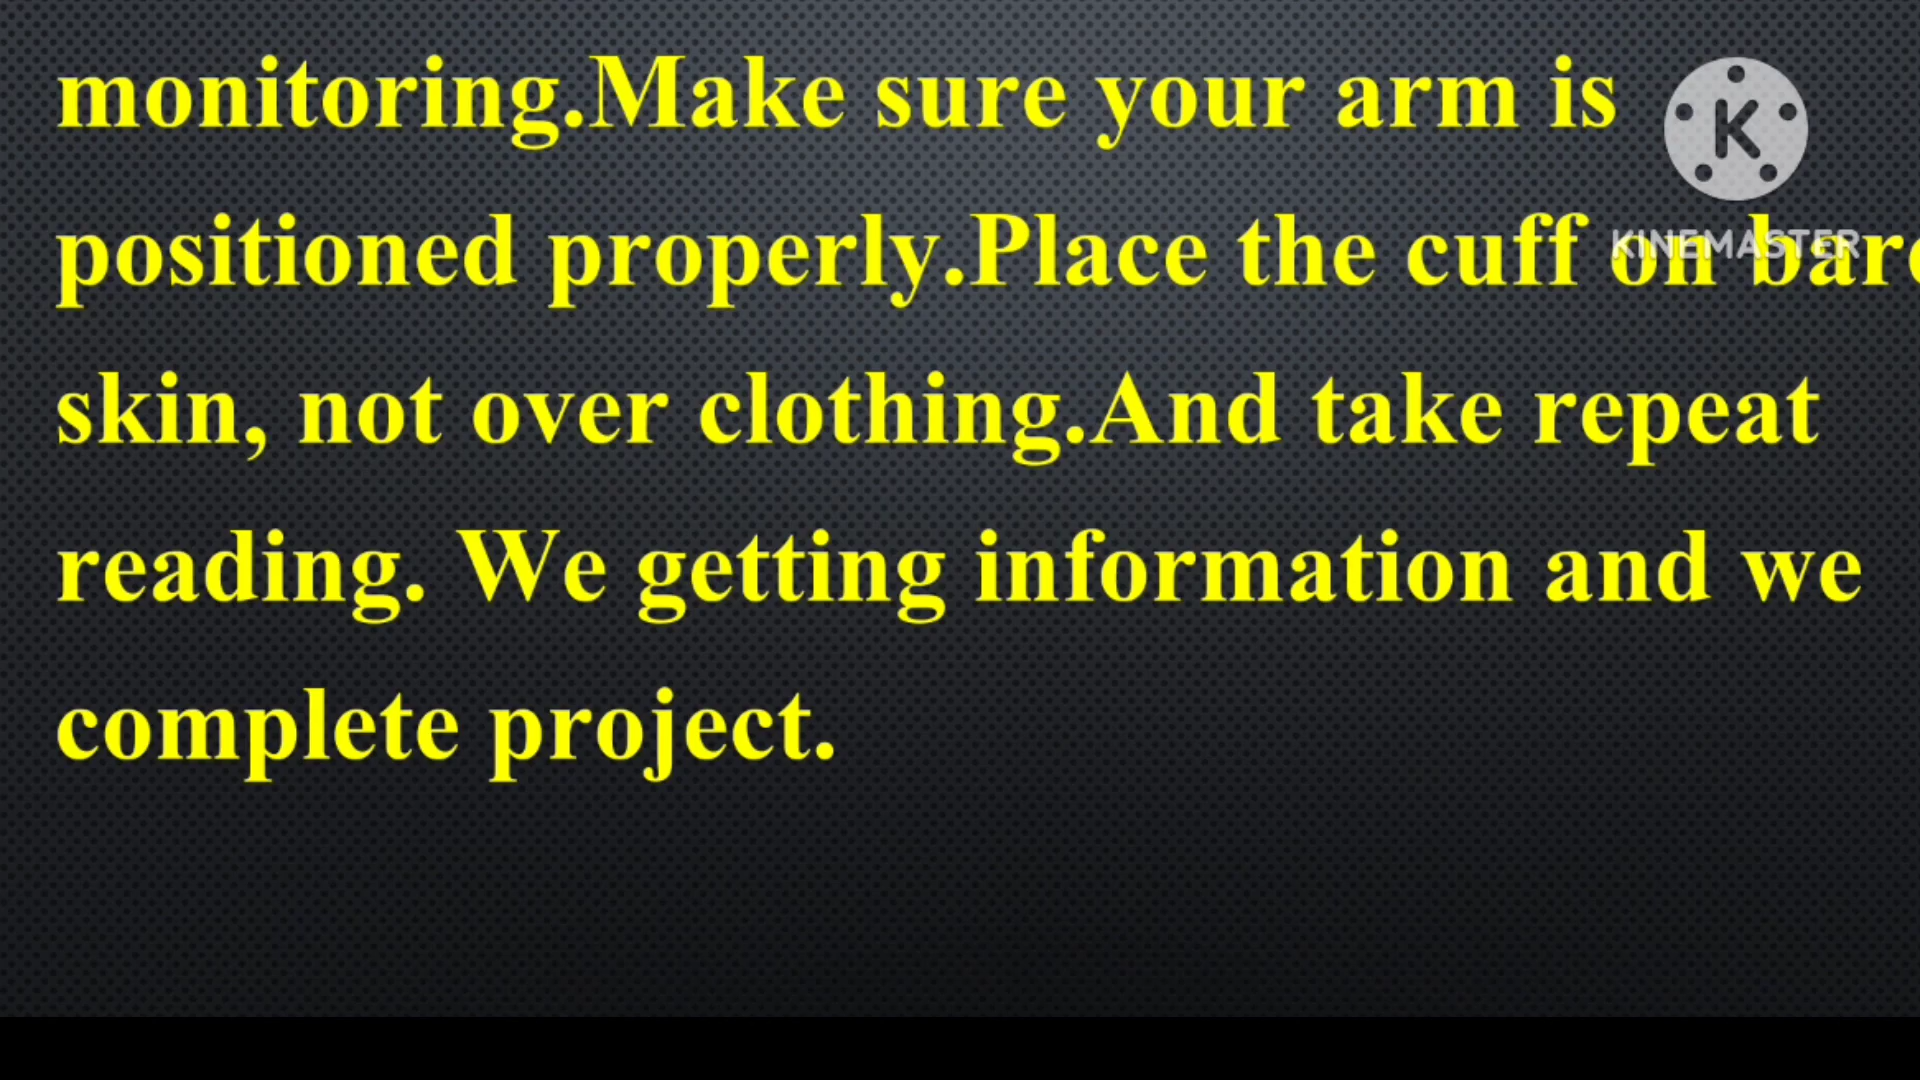 monitoring.Make sure your arm is
K
positioned properly.Place the cuff on bare
KINEMASTER
skin, not over clothing.And take repeat
reading. We getting information and we
complete project.